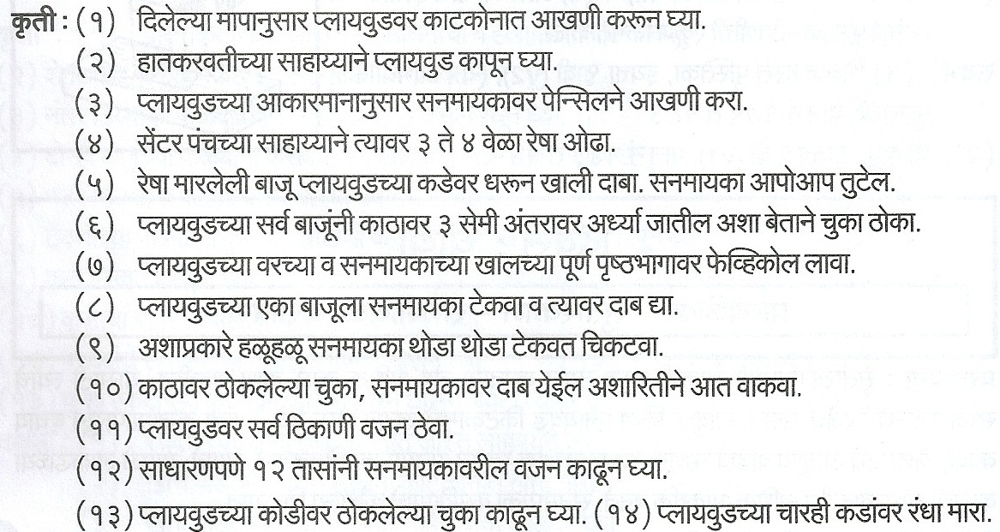 कृती : (१) दिलेल्या मापानुसार प्लायवुडवर काटकोनात आखणी करून घ्या.
(२) हातकरवतीच्या साहाय्याने प्लायवुड कापून घ्या.
(३) प्लायवुडच्या आकारमानानुसार सनमायकावर पेन्सिलने आखणी करा.
(४) सेंटर पंचच्या साहाय्याने त्यावर ३ ते ४ वेळा रेषा ओढा.
(५) रेषा मारलेली बाजू प्लायवुडच्या कडेवर धरून खाली दाबा. सनमायका आपोआप तुटेल.
(६) प्लायवुडच्या सर्व बाजूंनी काठावर ३ सेमी अंतरावर अर्ध्या जातील अशा बेताने चुका ठोका.
(७) प्लायवुडच्या वरच्या व सनमायकाच्या खालच्या पूर्ण पृष्ठभागावर फेव्हिकोल लावा.
(८) प्लायवुडच्या एका बाजूला सनमायका टेकवा व त्यावर दाब द्या.
(९) अशाप्रकारे हळूहळू सनमायका थोडा थोडा टेकवत चिकटवा.
(१०) काठावर ठोकलेल्या चुका, सनमायकावर दाब येईल अशारितीने आत वाकवा.
(११) प्लायवुडवर सर्व ठिकाणी वजन ठेवा.
(१२) साधारणपणे १२ तासांनी सनमायकावरील वजन काढून घ्या.
(१३) प्लायवुडच्या कोडीवर ठोकलेल्या चुका काढून घ्या. (१४) प्लायवुडच्या चारही कडांवर रंधा मारा.